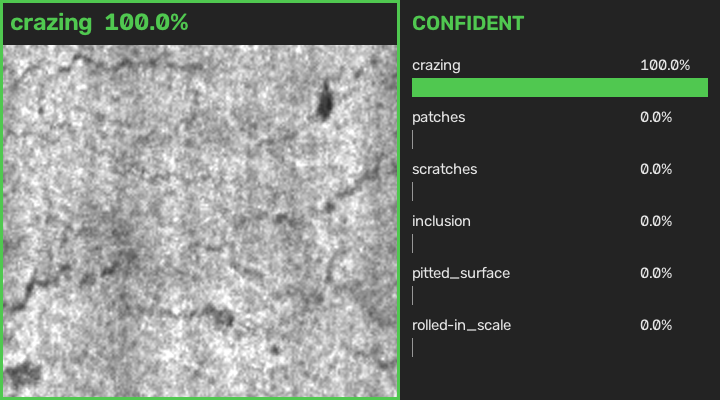 crazing 100.0%
CONFIDENT
crazing 100.0%
patches 0.0%
scratches 0.0%
inclusion 0.0%
pitted_surface 0.0%
rolled-in_scale 0.0%